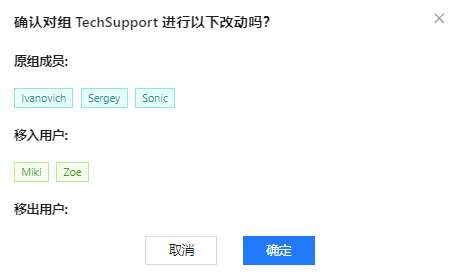 确认对组 TechSupport 进行以下改动吗?
原组成员:
Ivanovich Sergey Sonic
移入用户:
Miki Zoe
移出用户:
取消 确定